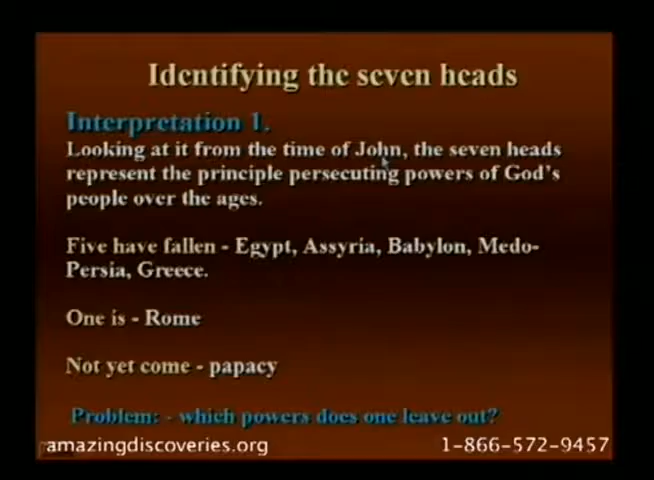 Identifying the seven heads
Interpretation 1.
Looking at it from the time of John, the seven heads
represent the principle persecuting powers of God's
people over the ages.
Five have fallen - Egypt, Assyria, Babylon, Medo-
Persia, Greece.
One is - Rome
Not yet come - papacy
Problem: - which powers does one leave out?
amazingdiscoveries.org
1-866-572-9457